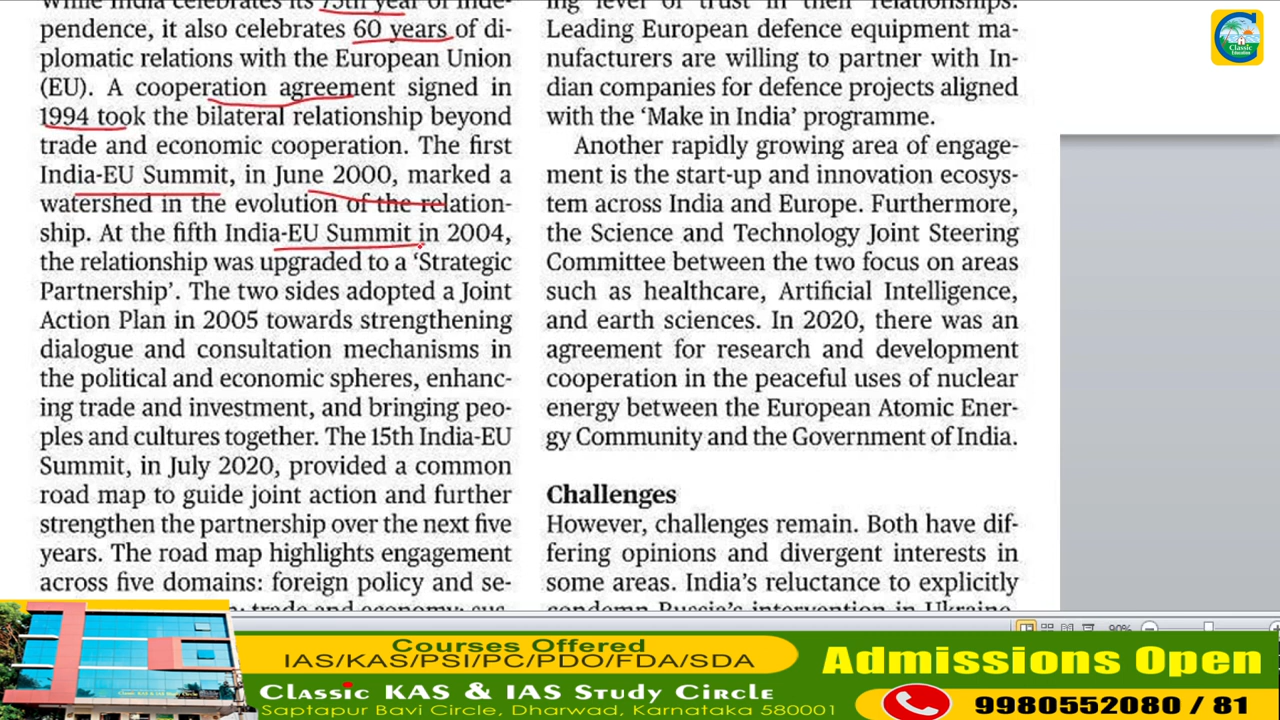 While India celebrates its 75th year of inde-
pendence, it also celebrates 60 years of di-
plomatic relations with the European Union
(EU). A cooperation agreement signed in
1994 took the bilateral relationship beyond
trade and economic cooperation. The first
India-EU Summit, in June 2000, marked a
watershed in the evolution of the relation-
ship. At the fifth India-EU Summit in 2004,
the relationship was upgraded to a ‘Strategic
Partnership’. The two sides adopted a Joint
Action Plan in 2005 towards strengthening
dialogue and consultation mechanisms in
the political and economic spheres, enhanc-
ing trade and investment, and bringing peo-
ples and cultures together. The 15th India-EU
Summit, in July 2020, provided a common
road map to guide joint action and further
strengthen the partnership over the next five
years. The road map highlights engagement
across five domains: foreign policy and se-
trade and economy; sus-
ing level of trust in their relationships.
Leading European defence equipment ma-
nufacturers are willing to partner with In-
dian companies for defence projects aligned
with the ‘Make in India’ programme.
Another rapidly growing area of engage-
ment is the start-up and innovation ecosys-
tem across India and Europe. Furthermore,
the Science and Technology Joint Steering
Committee between the two focus on areas
such as healthcare, Artificial Intelligence,
and earth sciences. In 2020, there was an
agreement for research and development
cooperation in the peaceful uses of nuclear
energy between the European Atomic Ener-
gy Community and the Government of India.
Challenges
However, challenges remain. Both have dif-
fering opinions and divergent interests in
some areas. India’s reluctance to explicitly
condemn Russia’s intervention in Ukraine,
Classic
Education
90%
Courses Offered
IAS/KAS/PSI/PC/PDO/FDA/SDA
Classic KAS & IAS Study Circle
Saptapur Bavi Circle, Dharwad, Karnataka 580001
Admissions Open
9980552080 / 81